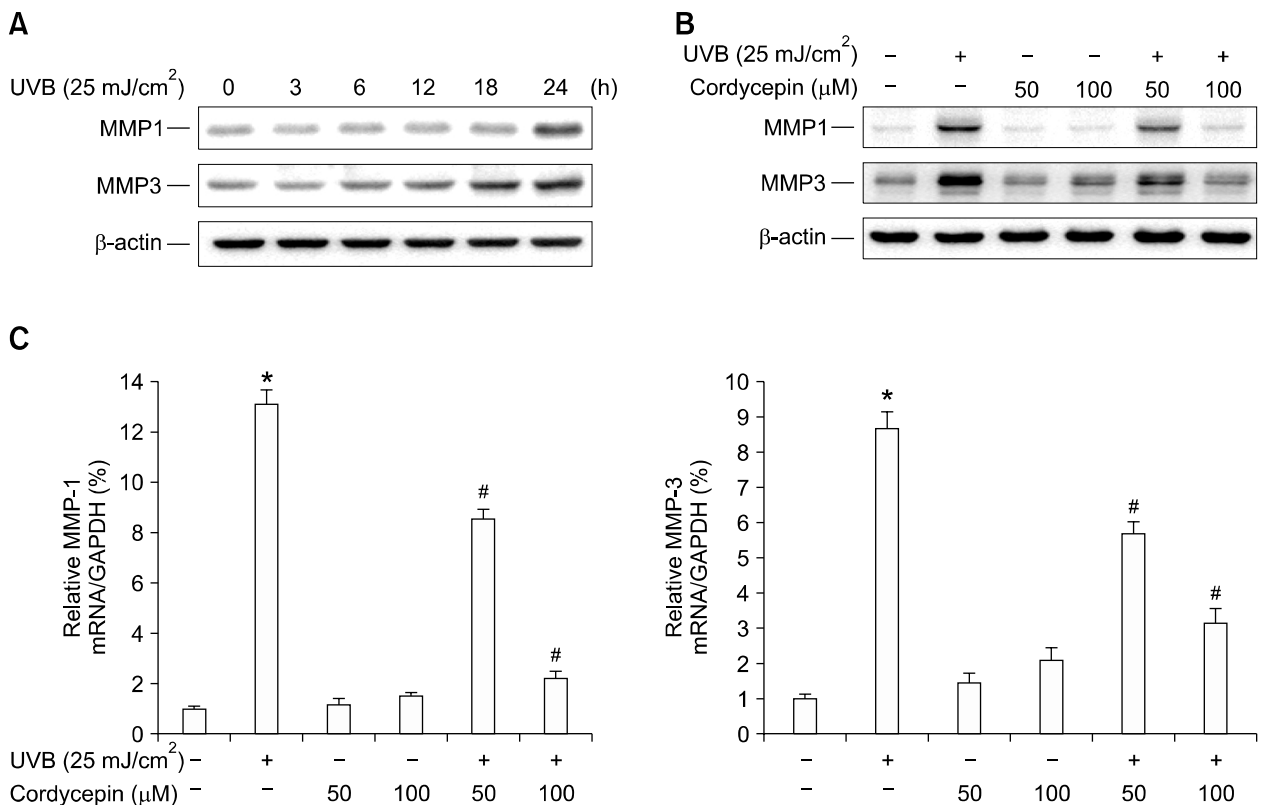 A
UVB (25 mJ/cm²) 0 3 6 12 18 24 (h)
MMP1
MMP3
β-actin
B
UVB (25 mJ/cm²) – + – – + +
Cordycepin (μM) – – 50 100 50 100
MMP1
MMP3
β-actin
C
Relative MMP-1
mRNA/GAPDH (%)
14
12
10
8
6
4
2
0
*
#
#
UVB (25 mJ/cm²) – + – – + +
Cordycepin (μM) – – 50 100 50 100
Relative MMP-3
mRNA/GAPDH (%)
10
9
8
7
6
5
4
3
2
1
0
*
#
#
– + – – + +
– – 50 100 50 100